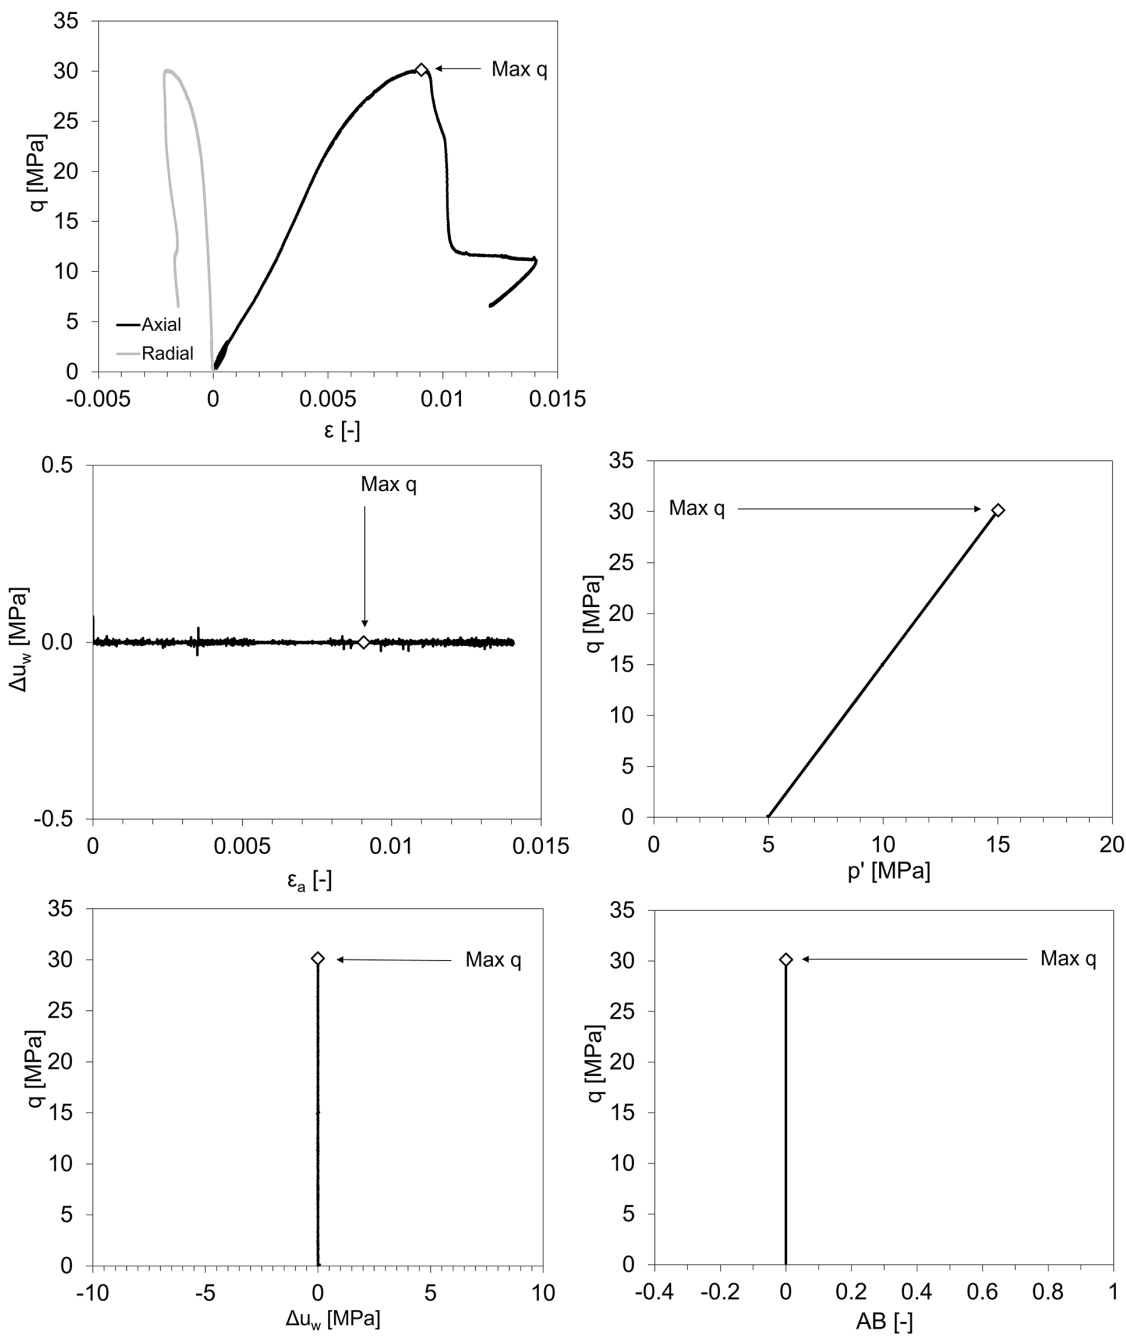 35
30
25
20
15
10
5
0
q [MPa]
Max q
Axial
Radial
-0.005 0 0.005 0.01 0.015
ε [-]
0.5
0.0
-0.5
Δuw [MPa]
Max q
0 0.005 0.01 0.015
εa [-]
35
30
25
20
15
10
5
0
q [MPa]
Max q
0 5 10 15 20
p' [MPa]
35
30
25
20
15
10
5
0
q [MPa]
Max q
-10 -5 0 5 10
Δuw [MPa]
35
30
25
20
15
10
5
0
q [MPa]
Max q
-0.4 -0.2 0 0.2 0.4 0.6 0.8 1
AB [-]